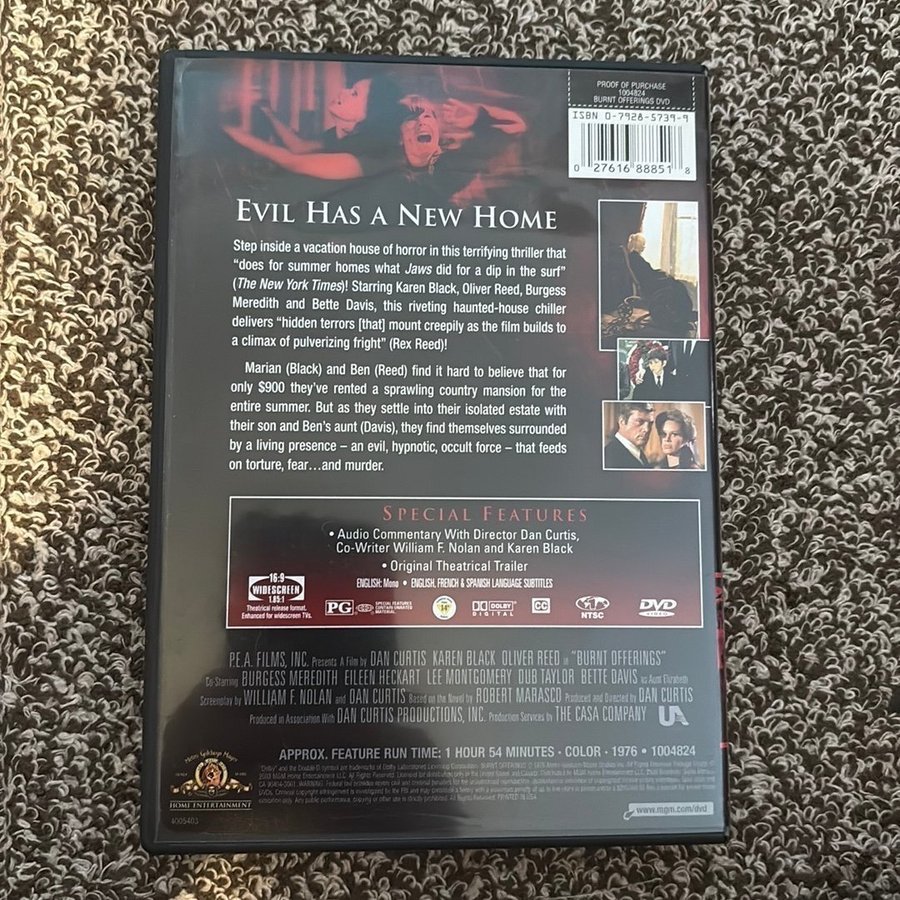 PROOF OF PURCHASE
1004824
BURNT OFFERINGS DVD
ISBN 0-7928-5739-9
0 27616 88851 8
EVIL HAS A NEW HOME
Step inside a vacation house of horror in this terrifying thriller that
“does for summer homes what Jaws did for a dip in the surf”
(The New York Times)! Starring Karen Black, Oliver Reed, Burgess
Meredith and Bette Davis, this riveting haunted-house chiller
delivers “hidden terrors [that] mount creepily as the film builds to
a climax of pulverizing fright” (Rex Reed)!
Marian (Black) and Ben (Reed) find it hard to believe that for
only $900 they’ve rented a sprawling country mansion for the
entire summer. But as they settle into their isolated estate with
their son and Ben’s aunt (Davis), they find themselves surrounded
by a living presence – an evil, hypnotic, occult force – that feeds
on torture, fear…and murder.
SPECIAL FEATURES
• Audio Commentary With Director Dan Curtis,
Co-Writer William F. Nolan and Karen Black
• Original Theatrical Trailer
ENGLISH: Mono • ENGLISH, FRENCH & SPANISH LANGUAGE SUBTITLES
16:9
WIDESCREEN
1.85:1
Theatrical release format.
Enhanced for widescreen TVs.
PG
SPECIAL FEATURES
CONTAIN UNRATED
MATERIAL
14
DOLBY
DIGITAL
CC
NTSC
DVD
VIDEO
P.E.A. FILMS, INC. Presents A Film by DAN CURTIS KAREN BLACK OLIVER REED in “BURNT OFFERINGS”
Co-Starring BURGESS MEREDITH EILEEN HECKART LEE MONTGOMERY DUB TAYLOR BETTE DAVIS as Aunt Elizabeth
Screenplay by WILLIAM F. NOLAN and DAN CURTIS Based on the Novel by ROBERT MARASCO Produced and Directed by DAN CURTIS
Produced in Association With DAN CURTIS PRODUCTIONS, INC. Production Services by THE CASA COMPANY UA
APPROX. FEATURE RUN TIME: 1 HOUR 54 MINUTES · COLOR · 1976 · 1004824
HOME ENTERTAINMENT
4005403
www.mgm.com/dvd